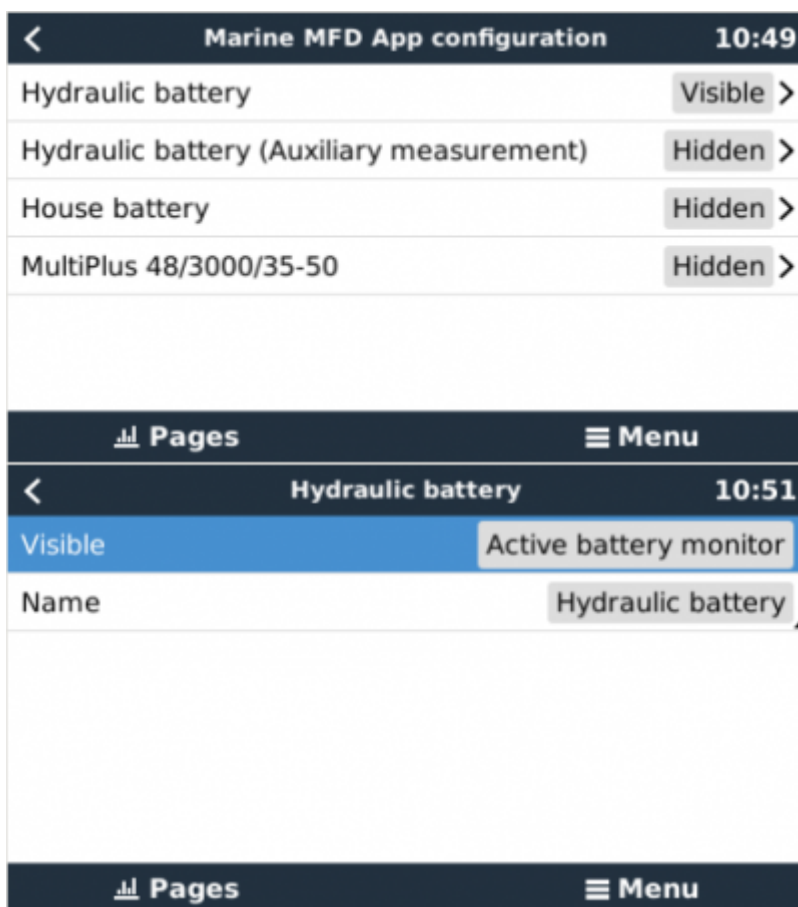 Marine MFD App configuration 10:49
Hydraulic battery Visible
Hydraulic battery (Auxiliary measurement) Hidden
House battery Hidden
MultiPlus 48/3000/35-50 Hidden
Pages Menu
Hydraulic battery 10:51
Visible Active battery monitor
Name Hydraulic battery
Pages Menu